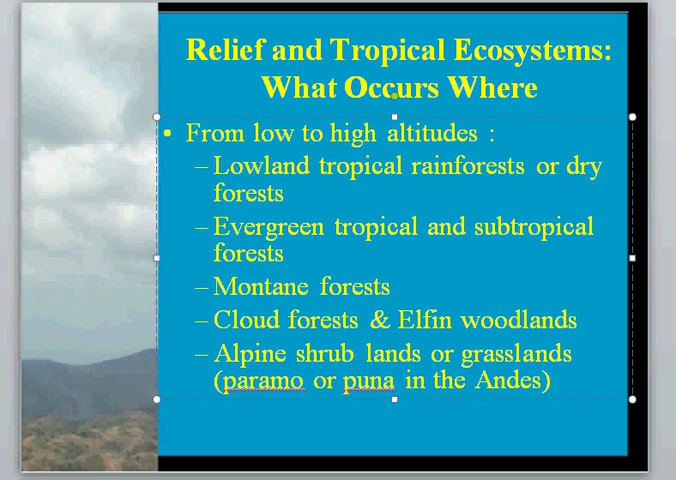 Relief and Tropical Ecosystems:
What Occurs Where
• From low to high altitudes :
– Lowland tropical rainforests or dry
forests
– Evergreen tropical and subtropical
forests
– Montane forests
– Cloud forests & Elfin woodlands
– Alpine shrub lands or grasslands
(paramo or puna in the Andes)